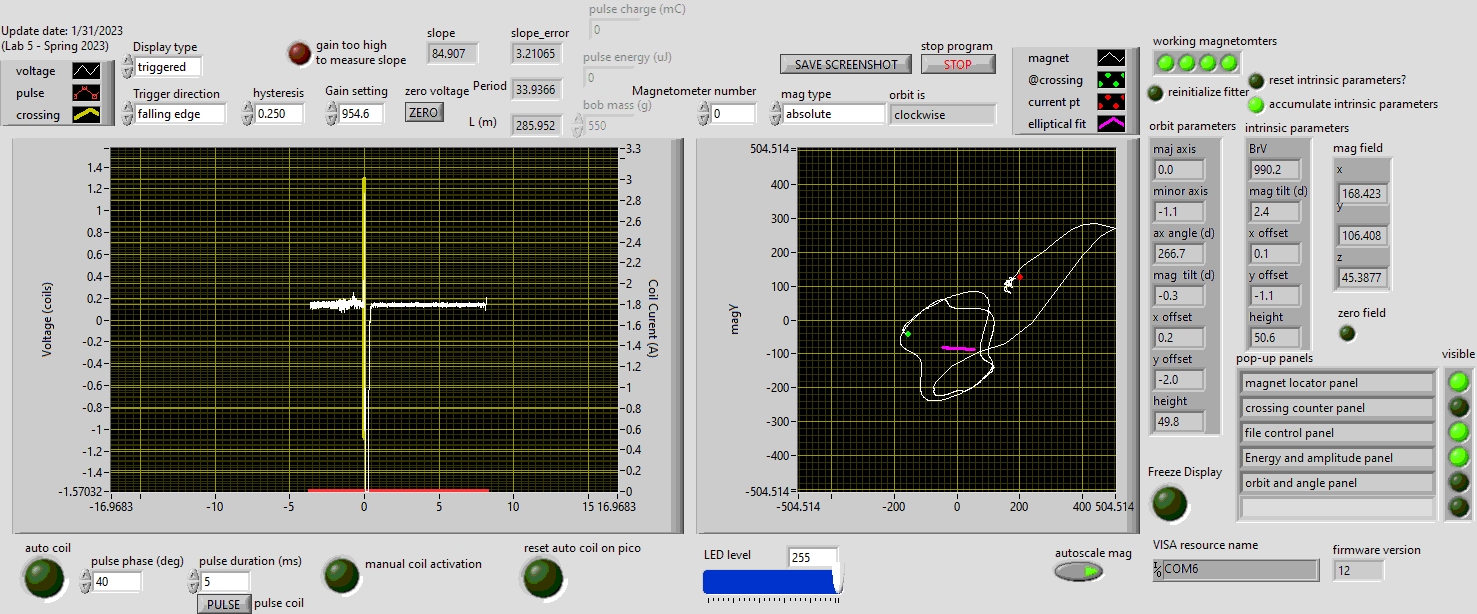 Update date: 1/31/2023
(Lab 5 - Spring 2023)
voltage
pulse
crossing
Display type
triggered
Trigger direction
falling edge
gain too high
to measure slope
hysteresis
0.250
Gain setting
954.6
slope
84.907
zero voltage
ZERO
slope_error
3.21065
Period
33.9366
L (m)
285.952
pulse charge (mC)
0
pulse energy (uJ)
0
bob mass (g)
550
Magnetometer number
0
SAVE SCREENSHOT
stop program
STOP
mag type
absolute
orbit is
clockwise
magnet
@crossing
current pt
elliptical fit
working magnetomters
reinitialize fitter
reset intrinsic parameters?
accumulate intrinsic parameters
orbit parameters
maj axis
0.0
minor axis
-1.1
ax angle (d)
266.7
mag tilt (d)
-0.3
x offset
0.2
y offset
-2.0
height
49.8
intrinsic parameters
BrV
990.2
mag tilt (d)
2.4
x offset
0.1
y offset
-1.1
height
50.6
mag field
x
168.423
y
106.408
z
45.3877
zero field
pop-up panels
visible
magnet locator panel
crossing counter panel
file control panel
Energy and amplitude panel
orbit and angle panel
Voltage (coils)
1.4
1
0.8
0.6
0.4
0.2
0
-0.2
-0.4
-0.6
-0.8
-1
-1.2
-1.4
-1.57032
-16.9683
-10
-5
0
5
10
15
16.9683
3.3
3
2.8
2.6
2.4
2.2
2
1.8
1.6
1.4
1.2
1
0.8
0.6
0.4
0.2
0
Coil Curent (A)
magy
504.514
400
300
200
100
0
-100
-200
-300
-400
-504.514
-504.514
-200
0
200
400
504.514
Freeze Display
auto coil
pulse phase (deg)
40
pulse duration (ms)
5
PULSE
pulse coil
manual coil activation
reset auto coil on pico
LED level
255
autoscale mag
VISA resource name
COM6
firmware version
12